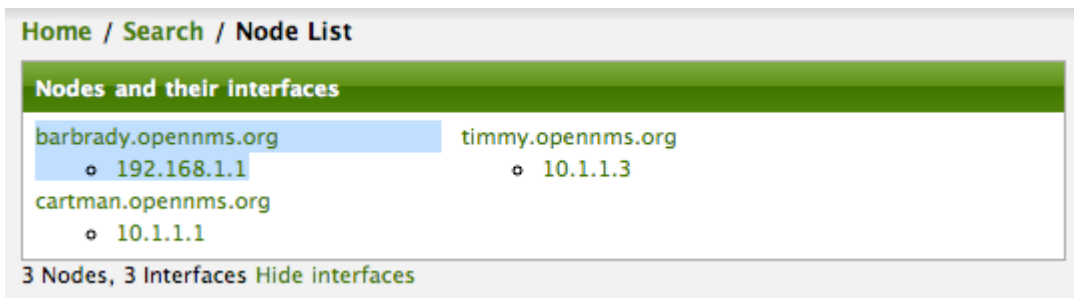 Home / Search / Node List
Nodes and their interfaces
barbrady.opennms.org
192.168.1.1
cartman.opennms.org
10.1.1.1
timmy.opennms.org
10.1.1.3
3 Nodes, 3 Interfaces Hide interfaces